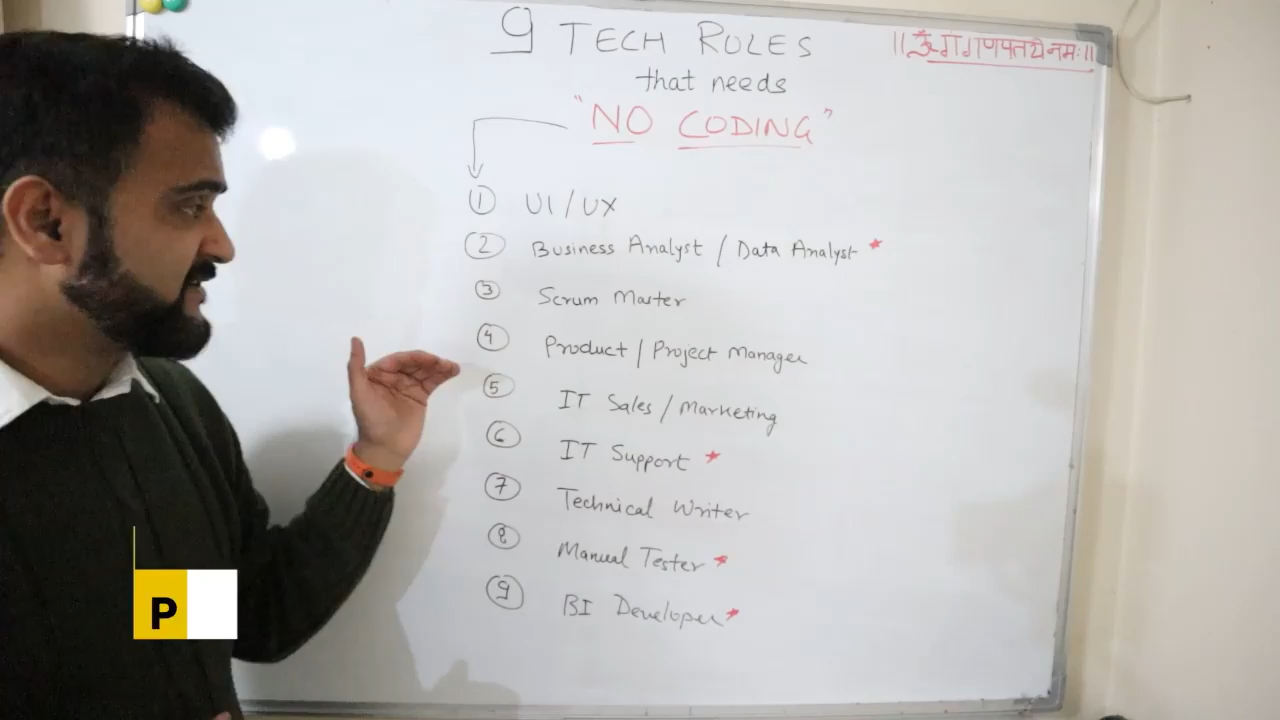 9 TECH ROLES
|| ॐ गं गणपतये नमः ||
that needs
"NO CODING"
1 UI/UX
2 Business Analyst / Data Analyst *
3 Scrum Master
4 Product / Project Manager
5 IT Sales / Marketing
6 IT Support *
7 Technical Writer
8 Manual Tester *
9 BI Developer *
P